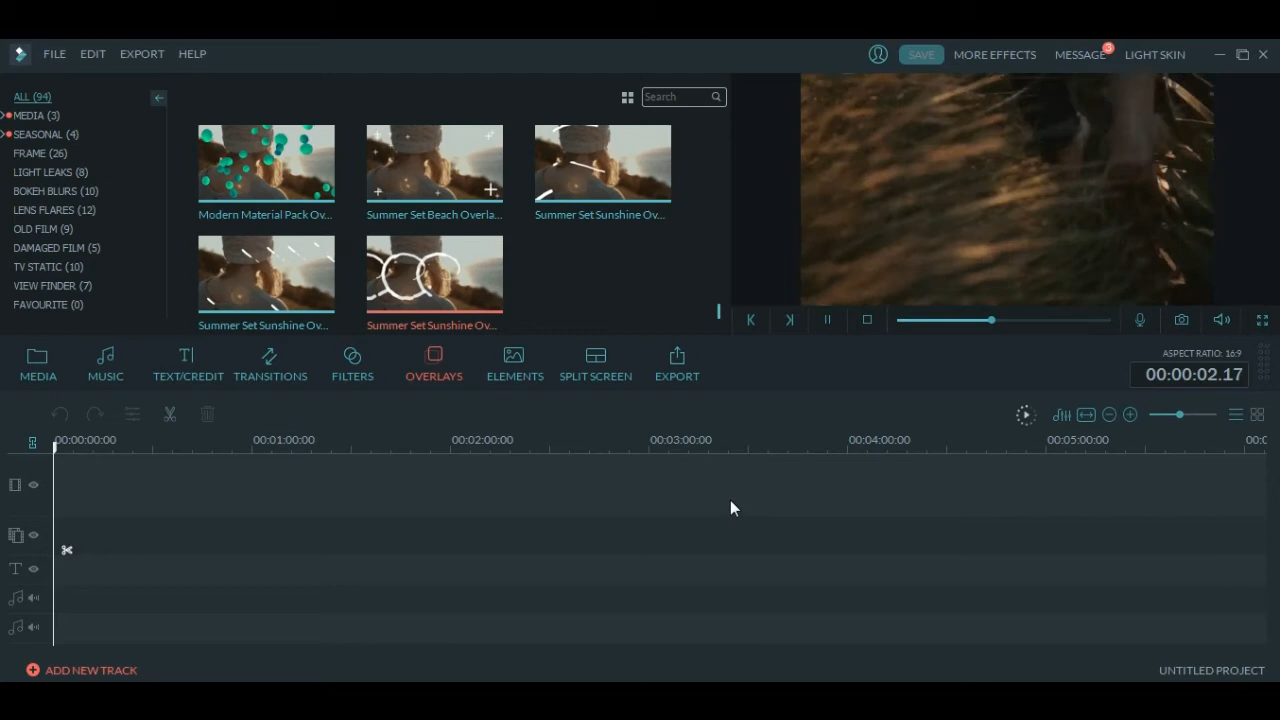 FILE EDIT EXPORT HELP SAVE MORE EFFECTS MESSAGE 3 LIGHT SKIN
ALL (94)
MEDIA (3)
SEASONAL (4)
FRAME (26)
LIGHT LEAKS (8)
BOKEH BLURS (10)
LENS FLARES (12)
OLD FILM (9)
DAMAGED FILM (5)
TV STATIC (10)
VIEW FINDER (7)
FAVOURITE (0)
Search
Modern Material Pack Ov... Summer Set Beach Overla... Summer Set Sunshine Ov...
Summer Set Sunshine Ov... Summer Set Sunshine Ov...
MEDIA MUSIC TEXT/CREDIT TRANSITIONS FILTERS OVERLAYS ELEMENTS SPLIT SCREEN EXPORT
ASPECT RATIO: 16:9
00:00:02.17
00:00:00:00 00:01:00:00 00:02:00:00 00:03:00:00 00:04:00:00 00:05:00:00
ADD NEW TRACK
UNTITLED PROJECT